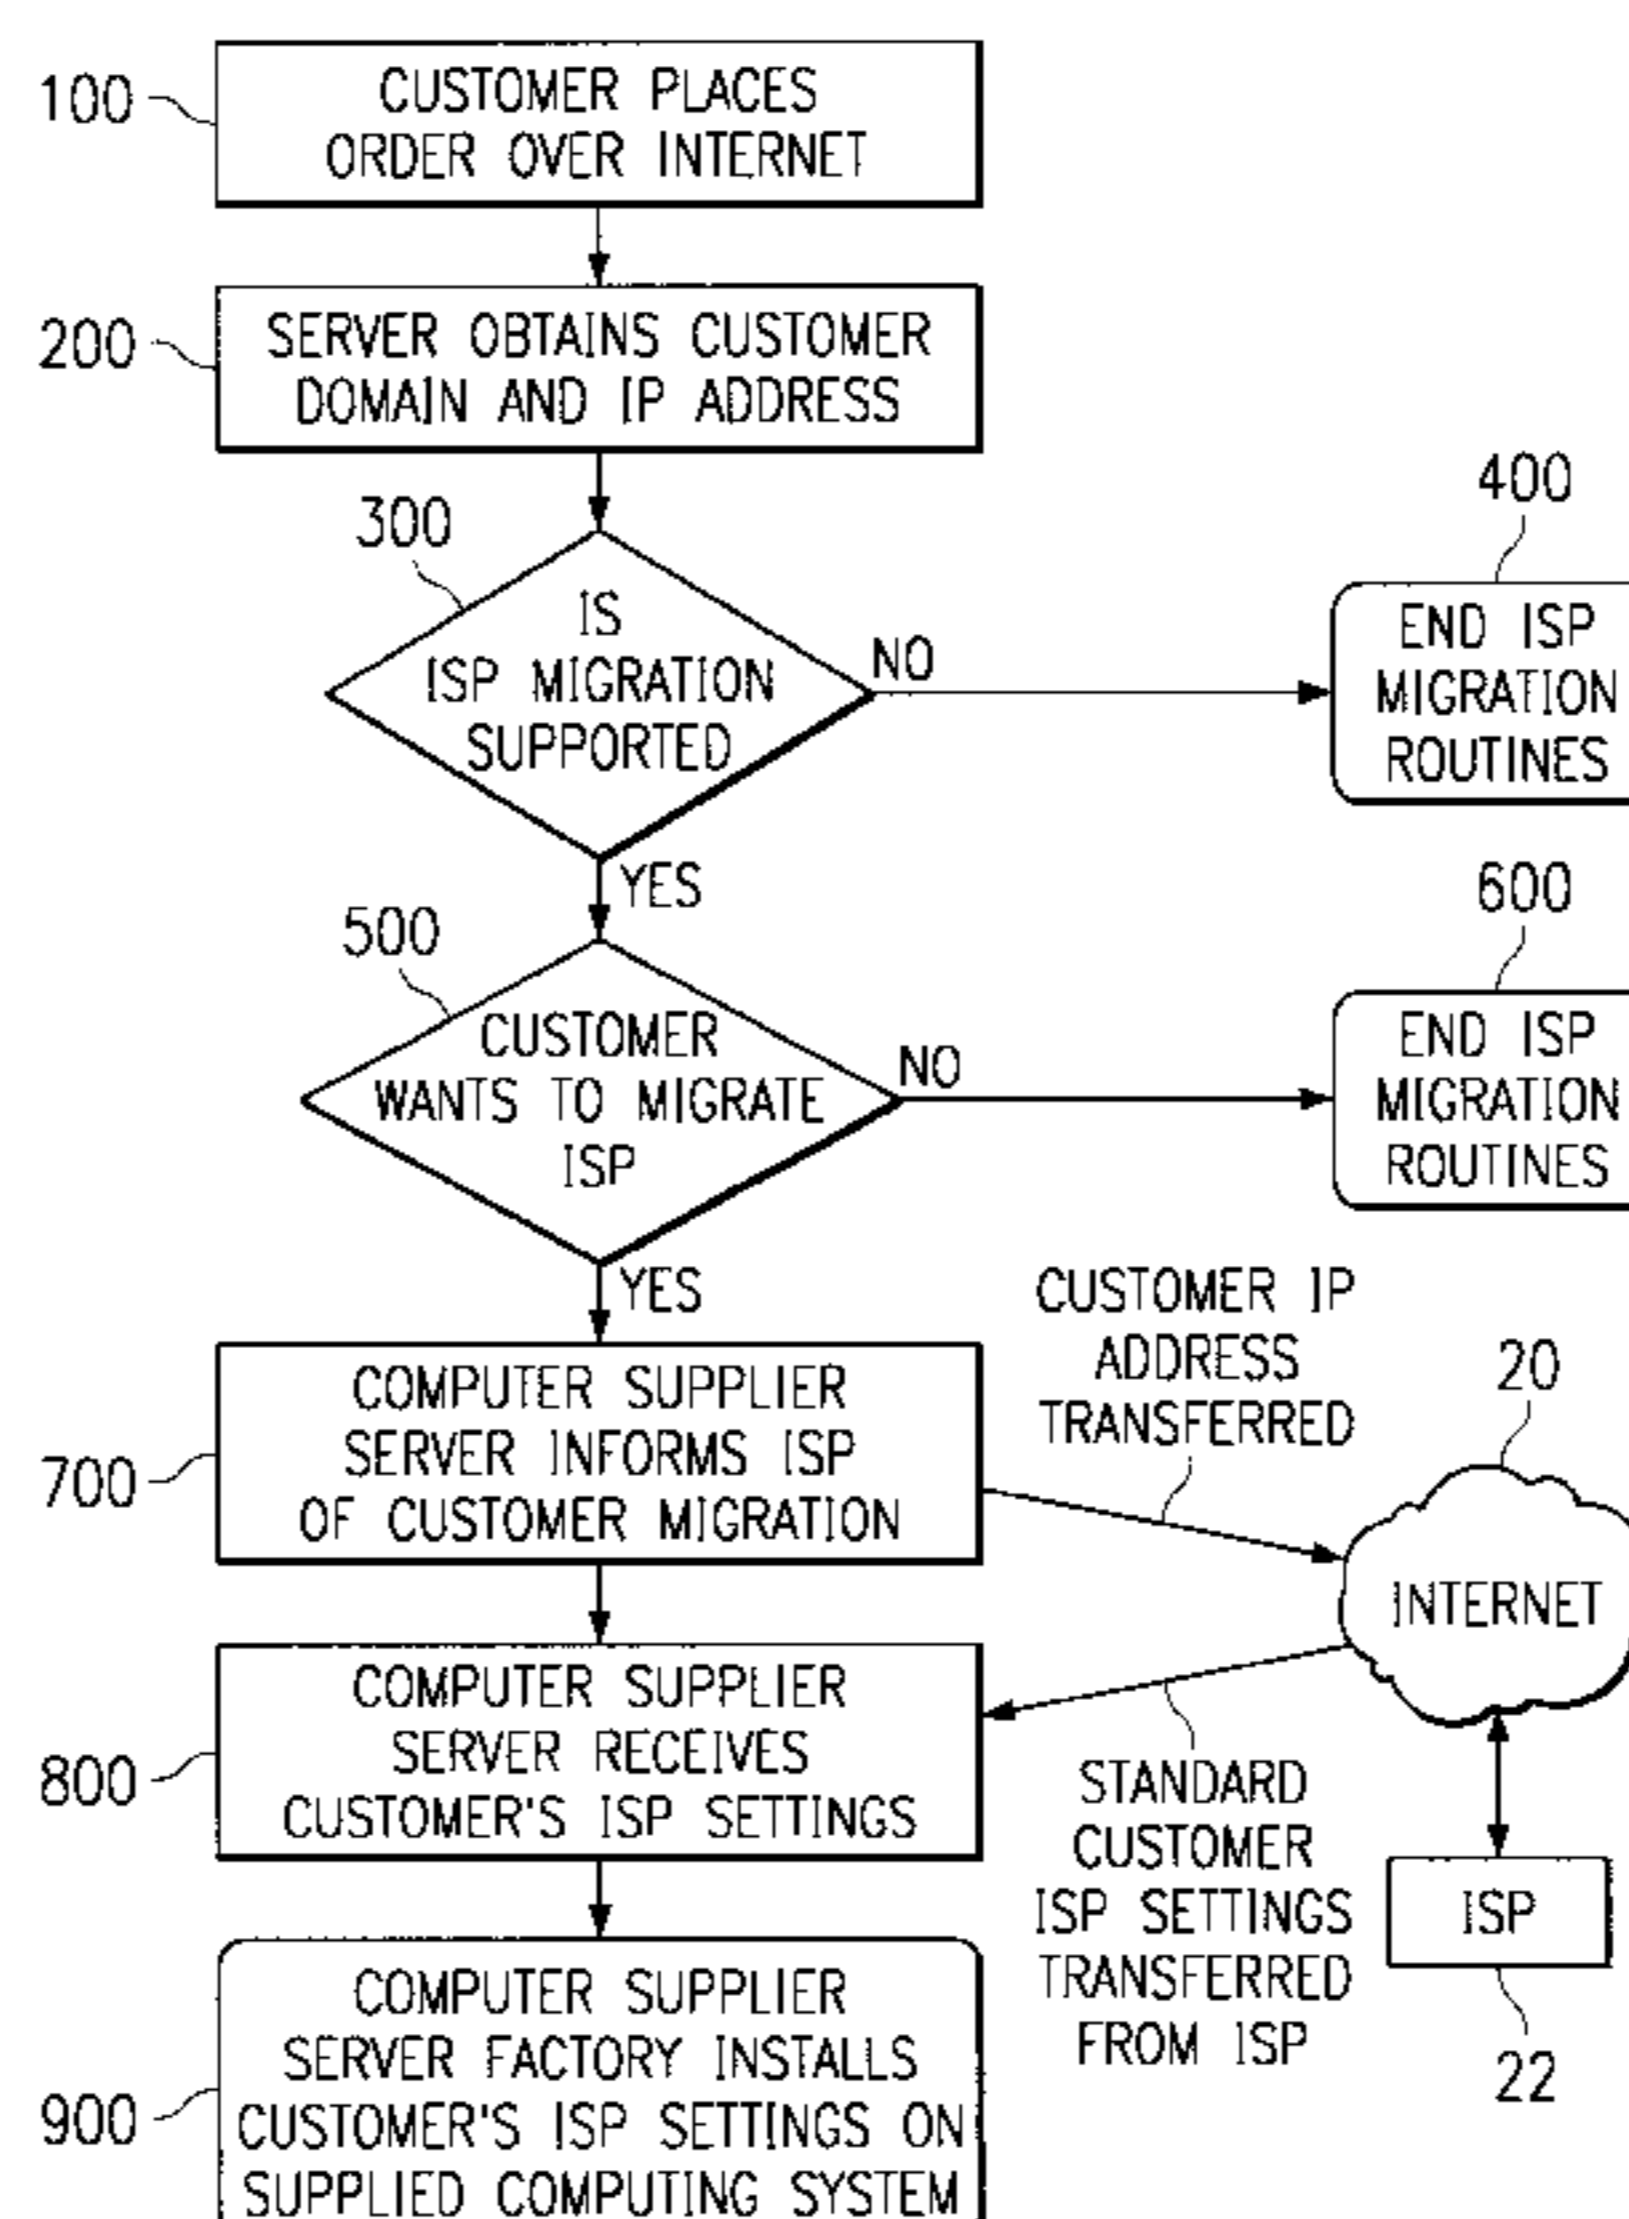 100
CUSTOMER PLACES
ORDER OVER INTERNET
200
SERVER OBTAINS CUSTOMER
DOMAIN AND IP ADDRESS
300
IS
ISP MIGRATION
SUPPORTED
NO
400
END ISP
MIGRATION
ROUTINES
YES
500
CUSTOMER
WANTS TO MIGRATE
ISP
NO
600
END ISP
MIGRATION
ROUTINES
YES
700
COMPUTER SUPPLIER
SERVER INFORMS ISP
OF CUSTOMER MIGRATION
CUSTOMER IP
ADDRESS
TRANSFERRED
20
INTERNET
800
COMPUTER SUPPLIER
SERVER RECEIVES
CUSTOMER'S ISP SETTINGS
STANDARD
CUSTOMER
ISP SETTINGS
TRANSFERRED
FROM ISP
ISP
22
900
COMPUTER SUPPLIER
SERVER FACTORY INSTALLS
CUSTOMER'S ISP SETTINGS ON
SUPPLIED COMPUTING SYSTEM